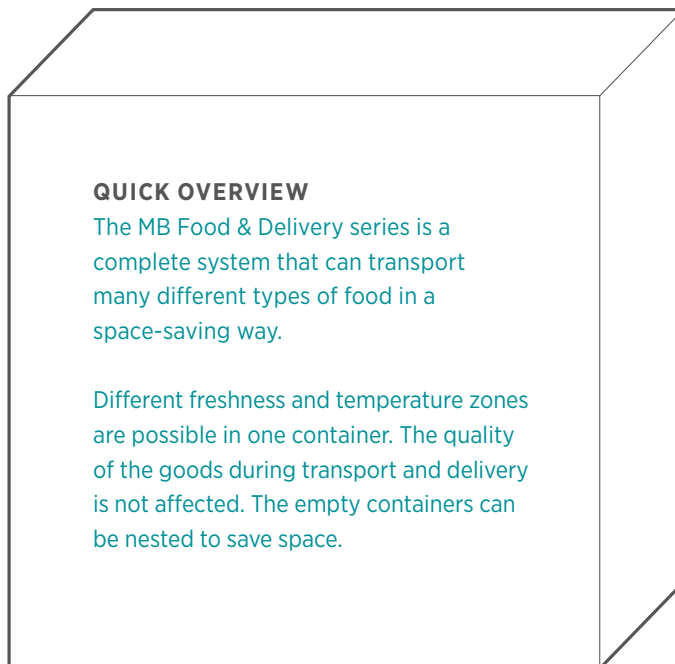 QUICK OVERVIEW
The MB Food & Delivery series is a
complete system that can transport
many different types of food in a
space-saving way.
Different freshness and temperature zones
are possible in one container. The quality
of the goods during transport and delivery
is not affected. The empty containers can
be nested to save space.